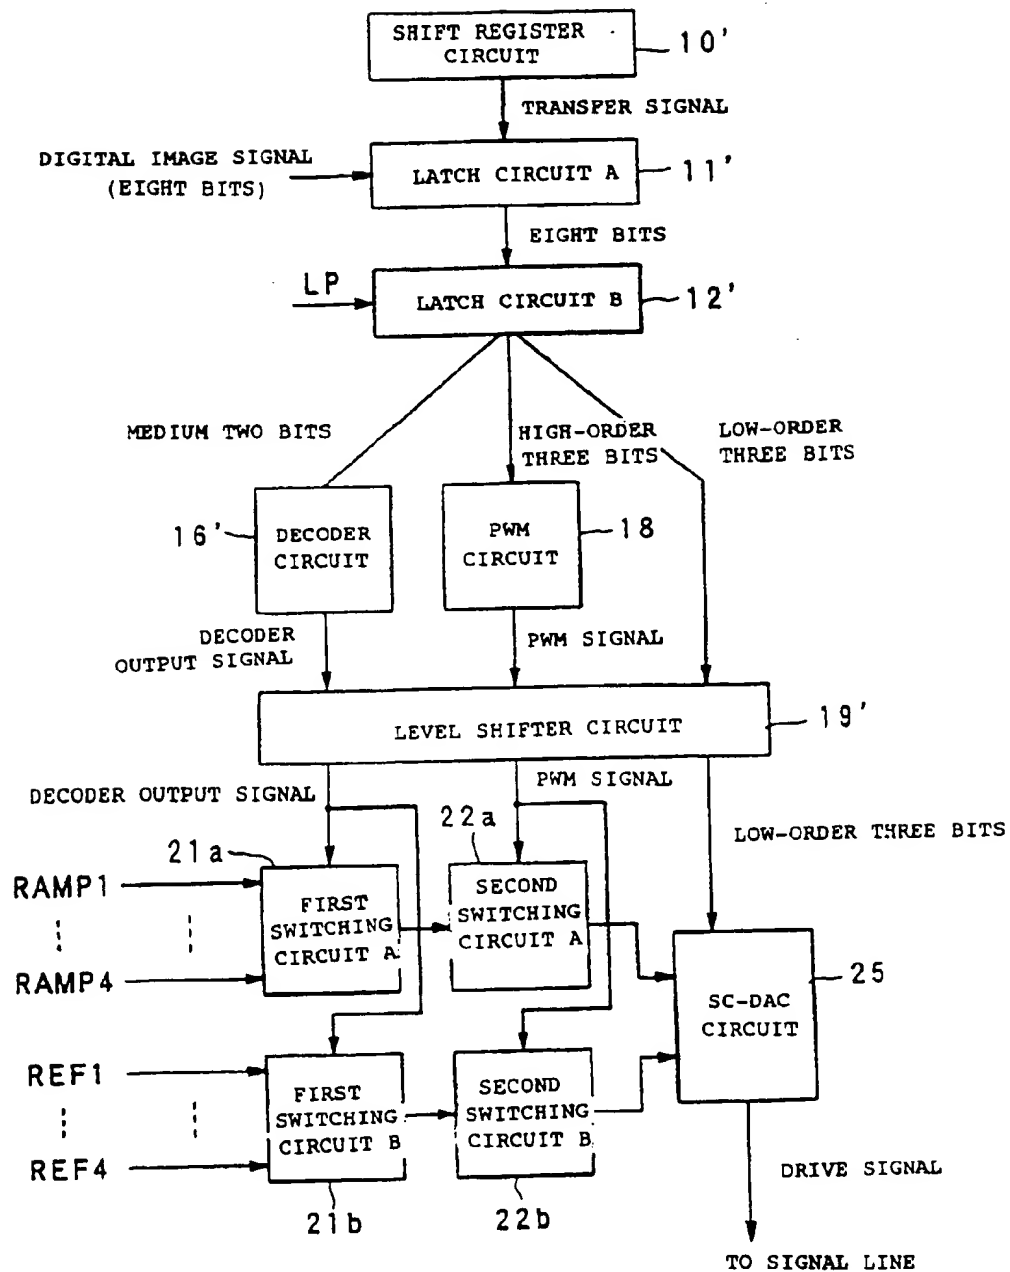 SHIFT REGISTER
CIRCUIT
10'
TRANSFER SIGNAL
DIGITAL IMAGE SIGNAL
(EIGHT BITS)
LATCH CIRCUIT A
11'
EIGHT BITS
LP
LATCH CIRCUIT B
12'
MEDIUM TWO BITS
HIGH-ORDER
THREE BITS
LOW-ORDER
THREE BITS
16'
DECODER
CIRCUIT
PWM
CIRCUIT
18
DECODER
OUTPUT SIGNAL
PWM SIGNAL
LEVEL SHIFTER CIRCUIT
19'
DECODER OUTPUT SIGNAL
PWM SIGNAL
LOW-ORDER THREE BITS
21a
22a
RAMP1
RAMP4
FIRST
SWITCHING
CIRCUIT A
SECOND
SWITCHING
CIRCUIT A
SC-DAC
CIRCUIT
25
REF1
REF4
FIRST
SWITCHING
CIRCUIT B
SECOND
SWITCHING
CIRCUIT B
21b
22b
DRIVE SIGNAL
TO SIGNAL LINE